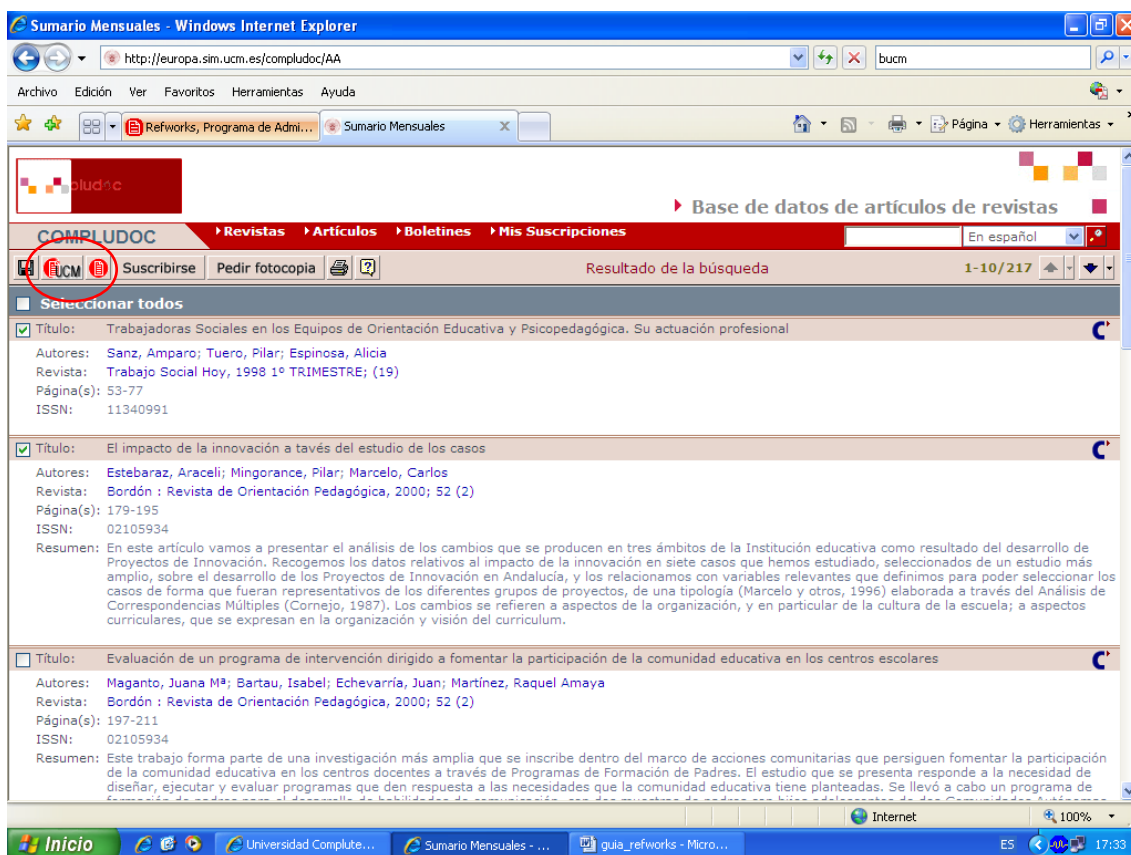 Sumario Mensuales - Windows Internet Explorer
http://europa.sim.ucm.es/compludoc/AA
bucm
Archivo Edición Ver Favoritos Herramientas Ayuda
Refworks, Programa de Admi...
Sumario Mensuales
Página
Herramientas
pludoc
Base de datos de artículos de revistas
COMPLUDOC
Revistas Artículos Boletines Mis Suscripciones
En español
UCM
Suscribirse
Pedir fotocopia
Resultado de la búsqueda
1-10/217
Seleccionar todos
Título: Trabajadoras Sociales en los Equipos de Orientación Educativa y Psicopedagógica. Su actuación profesional
Autores: Sanz, Amparo; Tuero, Pilar; Espinosa, Alicia
Revista: Trabajo Social Hoy, 1998 1º TRIMESTRE; (19)
Página(s): 53-77
ISSN: 11340991
Título: El impacto de la innovación a tavés del estudio de los casos
Autores: Estebaraz, Araceli; Mingorance, Pilar; Marcelo, Carlos
Revista: Bordón : Revista de Orientación Pedagógica, 2000; 52 (2)
Página(s): 179-195
ISSN: 02105934
Resumen: En este artículo vamos a presentar el análisis de los cambios que se producen en tres ámbitos de la Institución educativa como resultado del desarrollo de
Proyectos de Innovación. Recogemos los datos relativos al impacto de la innovación en siete casos que hemos estudiado, seleccionados de un estudio más
amplio, sobre el desarrollo de los Proyectos de Innovación en Andalucía, y los relacionamos con variables relevantes que definimos para poder seleccionar los
casos de forma que fueran representativos de los diferentes grupos de proyectos, de una tipología (Marcelo y otros, 1996) elaborada a través del Análisis de
Correspondencias Múltiples (Cornejo, 1987). Los cambios se refieren a aspectos de la organización, y en particular de la cultura de la escuela; a aspectos
curriculares, que se expresan en la organización y visión del curriculum.
Título: Evaluación de un programa de intervención dirigido a fomentar la participación de la comunidad educativa en los centros escolares
Autores: Maganto, Juana Mª; Bartau, Isabel; Echevarría, Juan; Martínez, Raquel Amaya
Revista: Bordón : Revista de Orientación Pedagógica, 2000; 52 (2)
Página(s): 197-211
ISSN: 02105934
Resumen: Este trabajo forma parte de una investigación más amplia que se inscribe dentro del marco de acciones comunitarias que persiguen fomentar la participación
de la comunidad educativa en los centros docentes a través de Programas de Formación de Padres. El estudio que se presenta responde a la necesidad de
diseñar, ejecutar y evaluar programas que den respuesta a las necesidades que la comunidad educativa tiene planteadas. Se llevó a cabo un programa de
Internet
100%
Inicio
Universidad Complute...
Sumario Mensuales - ...
guia_refworks - Micro...
ES
17:33